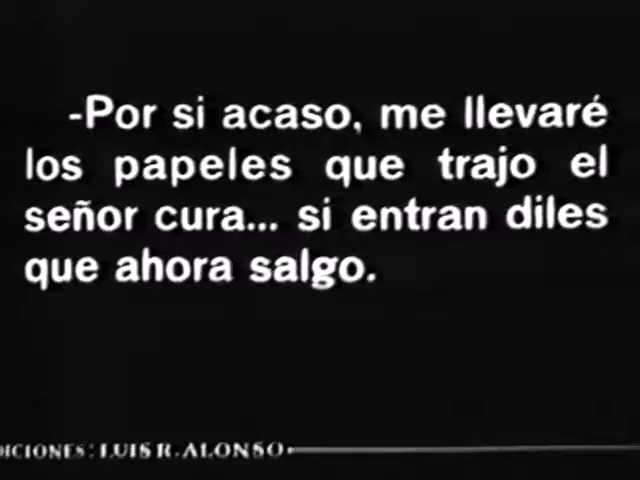 -Por si acaso, me llevaré
los papeles que trajo el
señor cura... si entran diles
que ahora salgo.
DICIONES: LUIS R. ALONSO.